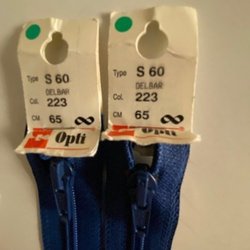 Type S 60
DELBAR
Col. 223
CM 65
Opti
Type S 60
DELBAR
Col. 223
CM 65
Opti